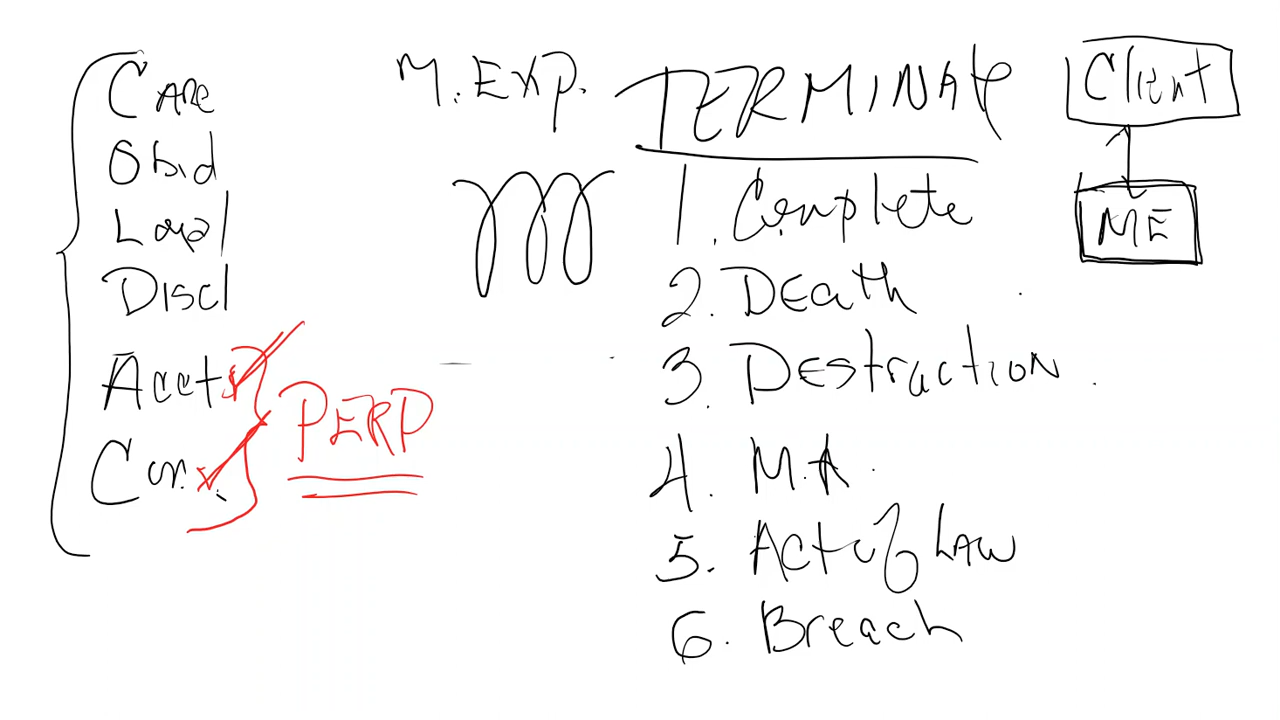 CARE
Obid
Loyal
Discl
Acct.
Con.
PERP
7. EXP.
TERMINATE
1. Complete
2. DEath
3. DEstruction
4. M.A.
5. Act of LAW
6. Breach
Client
ME